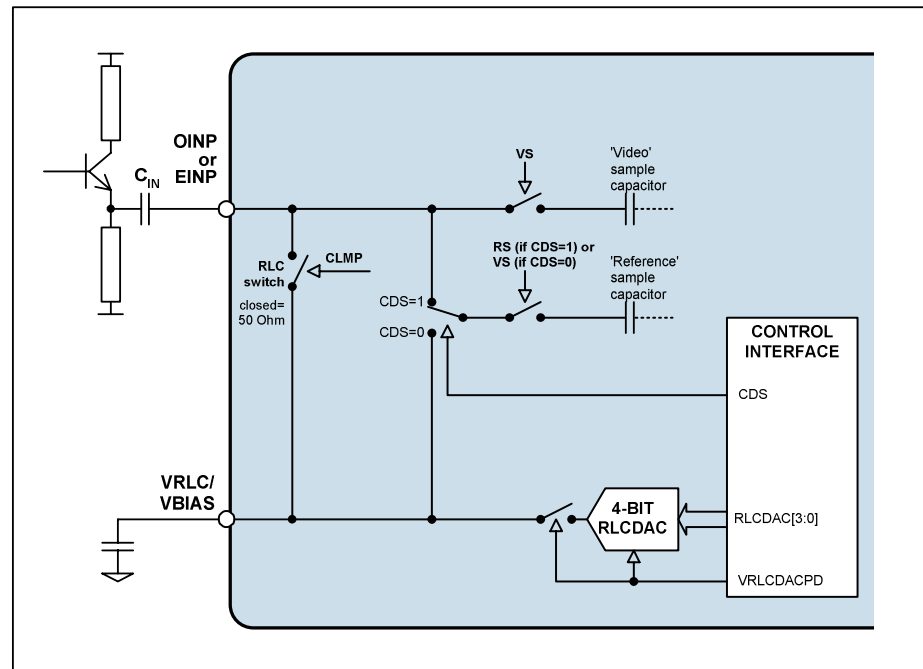 OINP
or
EINP
C_IN
VS
'Video'
sample
capacitor
RS (if CDS=1) or
VS (if CDS=0)
'Reference'
sample
capacitor
RLC
switch
closed=
50 Ohm
CLMP
CDS=1
CDS=0
CONTROL
INTERFACE
CDS
VRLC/
VBIAS
4-BIT
RLCDAC
RLCDAC[3:0]
VRLCDACPD